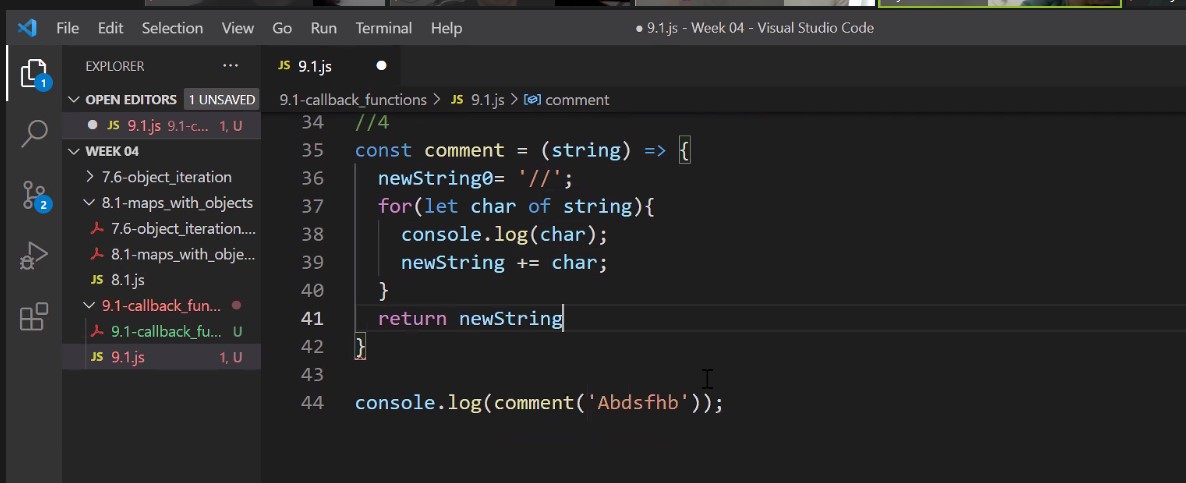 File Edit Selection View Go Run Terminal Help ● 9.1.js - Week 04 - Visual Studio Code
EXPLORER ...
JS 9.1.js ●
OPEN EDITORS 1 UNSAVED
● JS 9.1.js 9.1-c... 1, U
WEEK 04
7.6-object_iteration
8.1-maps_with_objects
7.6-object_iteration....
8.1-maps_with_obje...
JS 8.1.js
9.1-callback_fun...
9.1-callback_fu... U
JS 9.1.js 1, U
1
2
9.1-callback_functions > JS 9.1.js > comment
34 //4
35 const comment = (string) => {
36 newString0= '//';
37 for(let char of string){
38 console.log(char);
39 newString += char;
40 }
41 return newString
42 }
43
44 console.log(comment('Abdsfhb'));